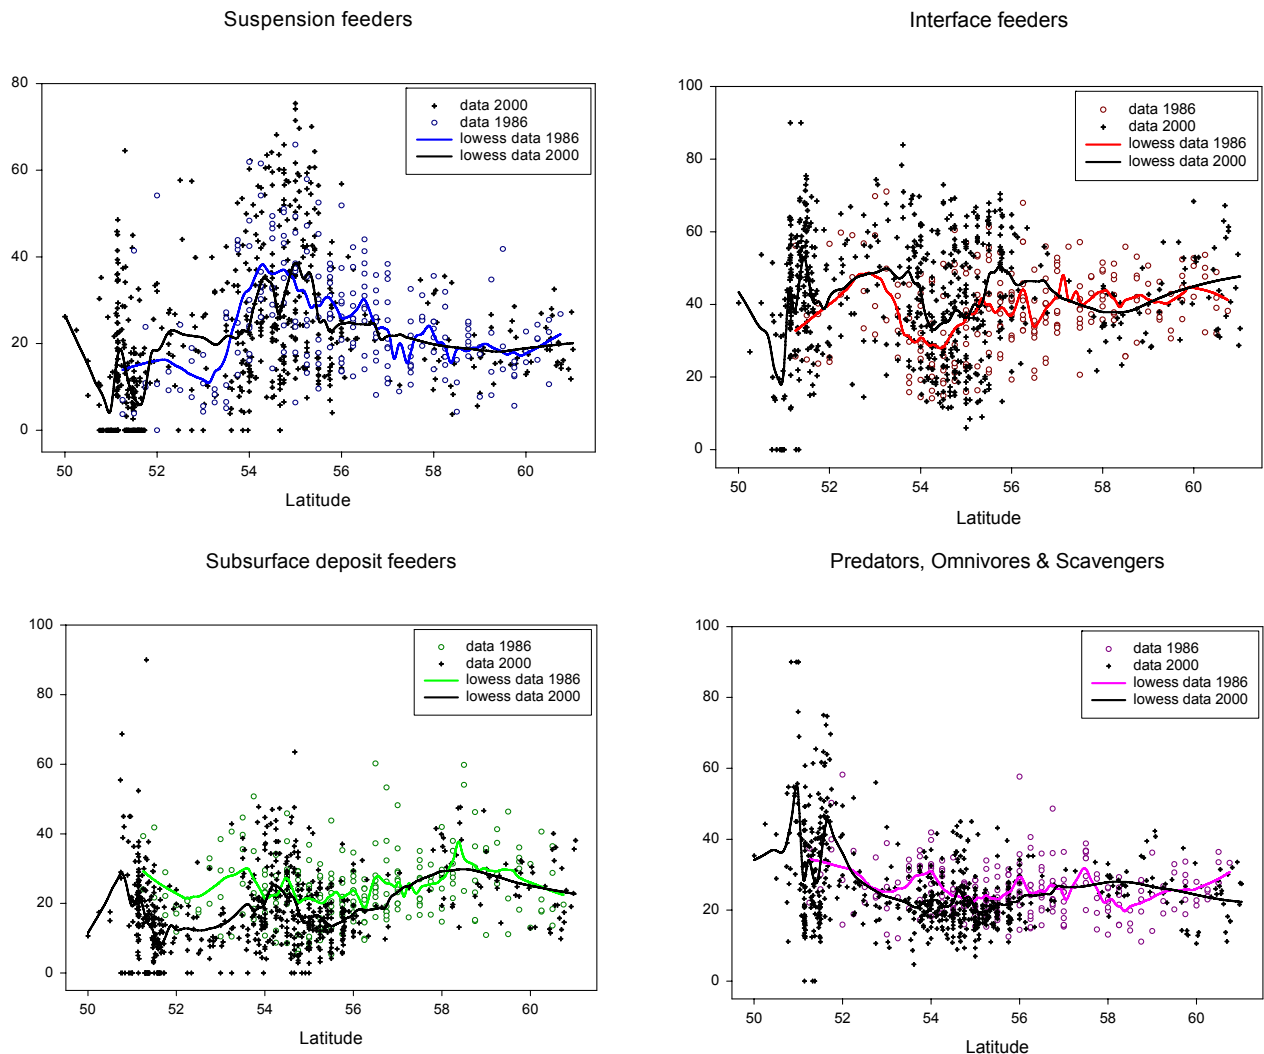 Suspension feeders
80
60
40
20
0
50 52 54 56 58 60
Latitude
data 2000
data 1986
lowess data 1986
lowess data 2000
Interface feeders
100
80
60
40
20
0
50 52 54 56 58 60
Latitude
data 1986
data 2000
lowess data 1986
lowess data 2000
Subsurface deposit feeders
100
80
60
40
20
0
50 52 54 56 58 60
Latitude
data 1986
data 2000
lowess data 1986
lowess data 2000
Predators, Omnivores & Scavengers
100
80
60
40
20
0
50 52 54 56 58 60
Latitude
data 1986
data 2000
lowess data 1986
lowess data 2000